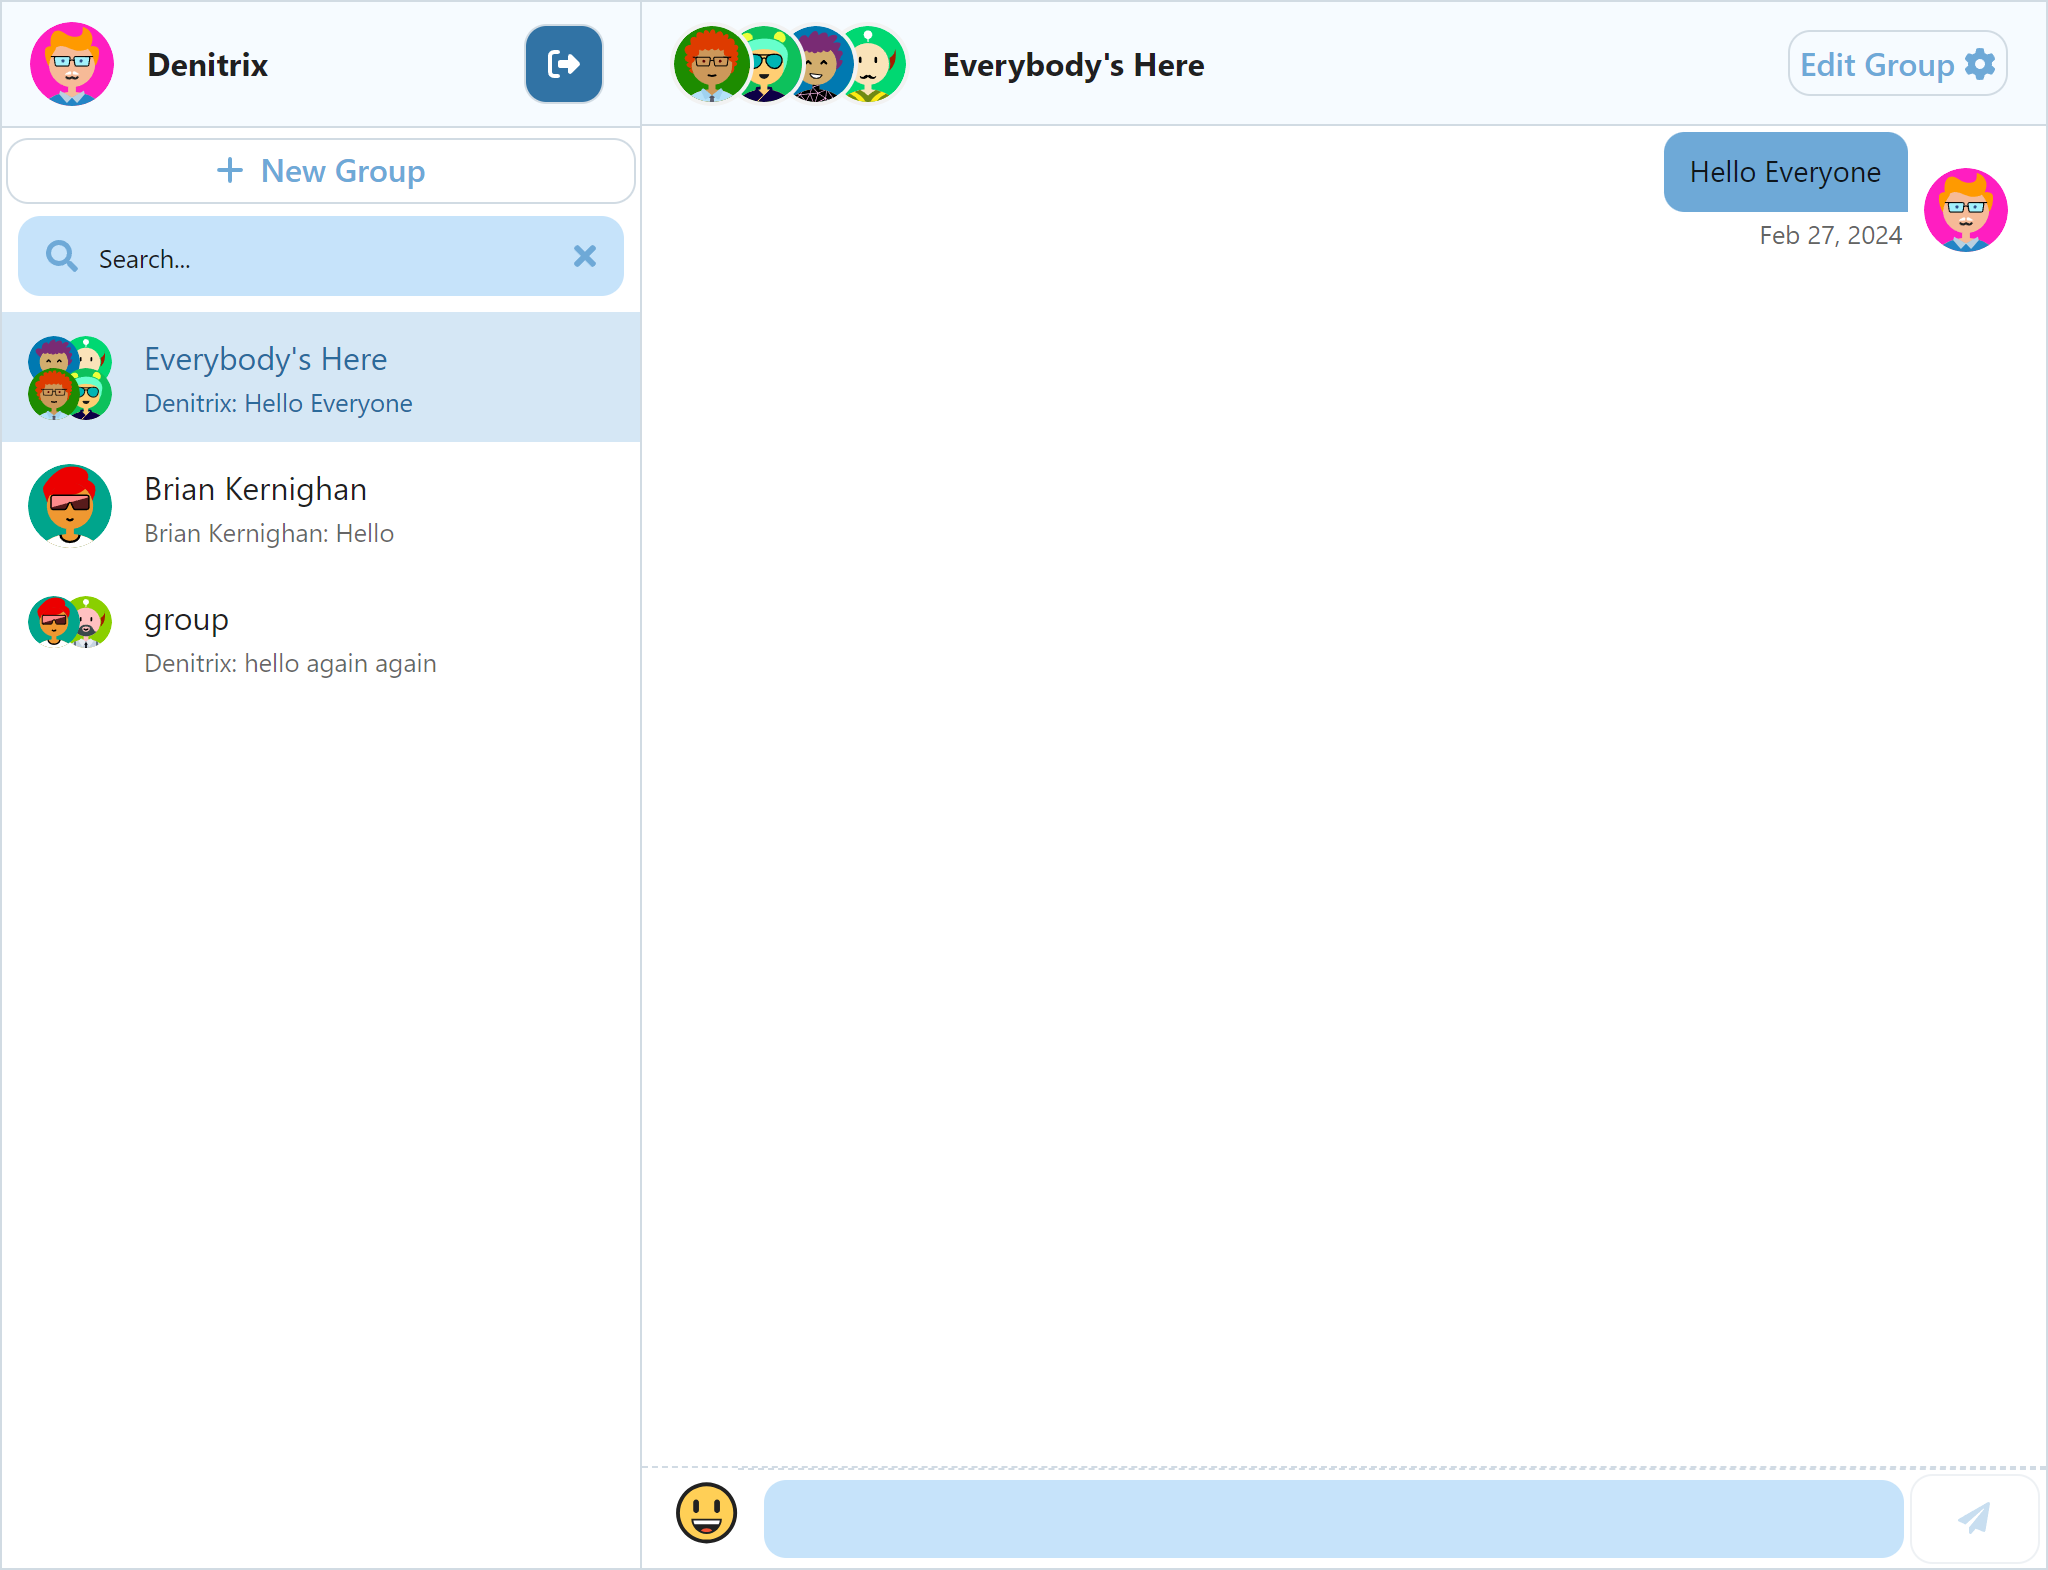 Denitrix
New Group
Search...
Everybody's Here
Denitrix: Hello Everyone
Brian Kernighan
Brian Kernighan: Hello
group
Denitrix: hello again again
Everybody's Here
Edit Group
Hello Everyone
Feb 27, 2024